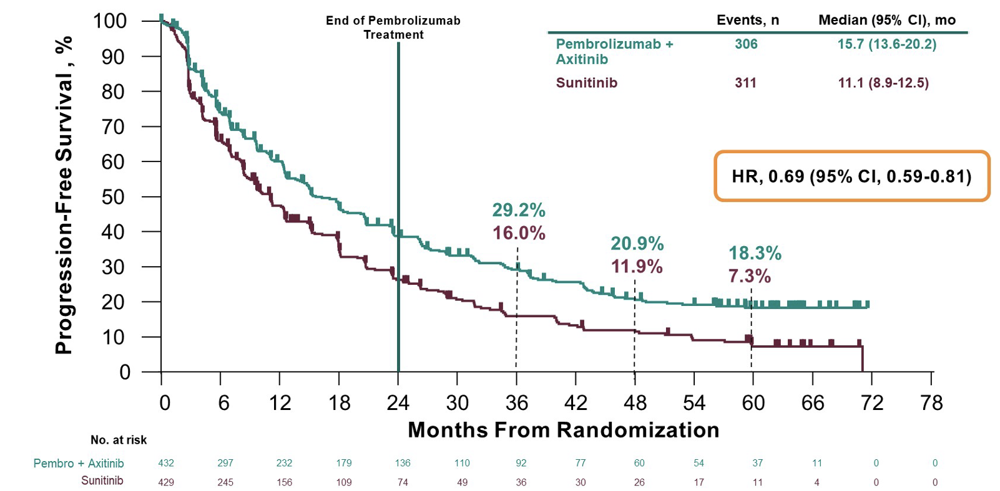 End of Pembrolizumab
Treatment
Events, n Median (95% CI), mo
Pembrolizumab + 306 15.7 (13.6-20.2)
Axitinib
Sunitinib 311 11.1 (8.9-12.5)
HR, 0.69 (95% CI, 0.59-0.81)
Progression-Free Survival , %
100
90
80
70
60
50
40
30
20
10
0
29.2%
16.0%
20.9%
11.9%
18.3%
7.3%
0 6 12 18 24 30 36 42 48 54 60 66 72 78
Months From Randomization
No. at risk
Pembro + Axitinib 432 297 232 179 136 110 92 77 60 54 37 11 0 0
Sunitinib 429 245 156 109 74 49 36 30 26 17 11 4 0 0